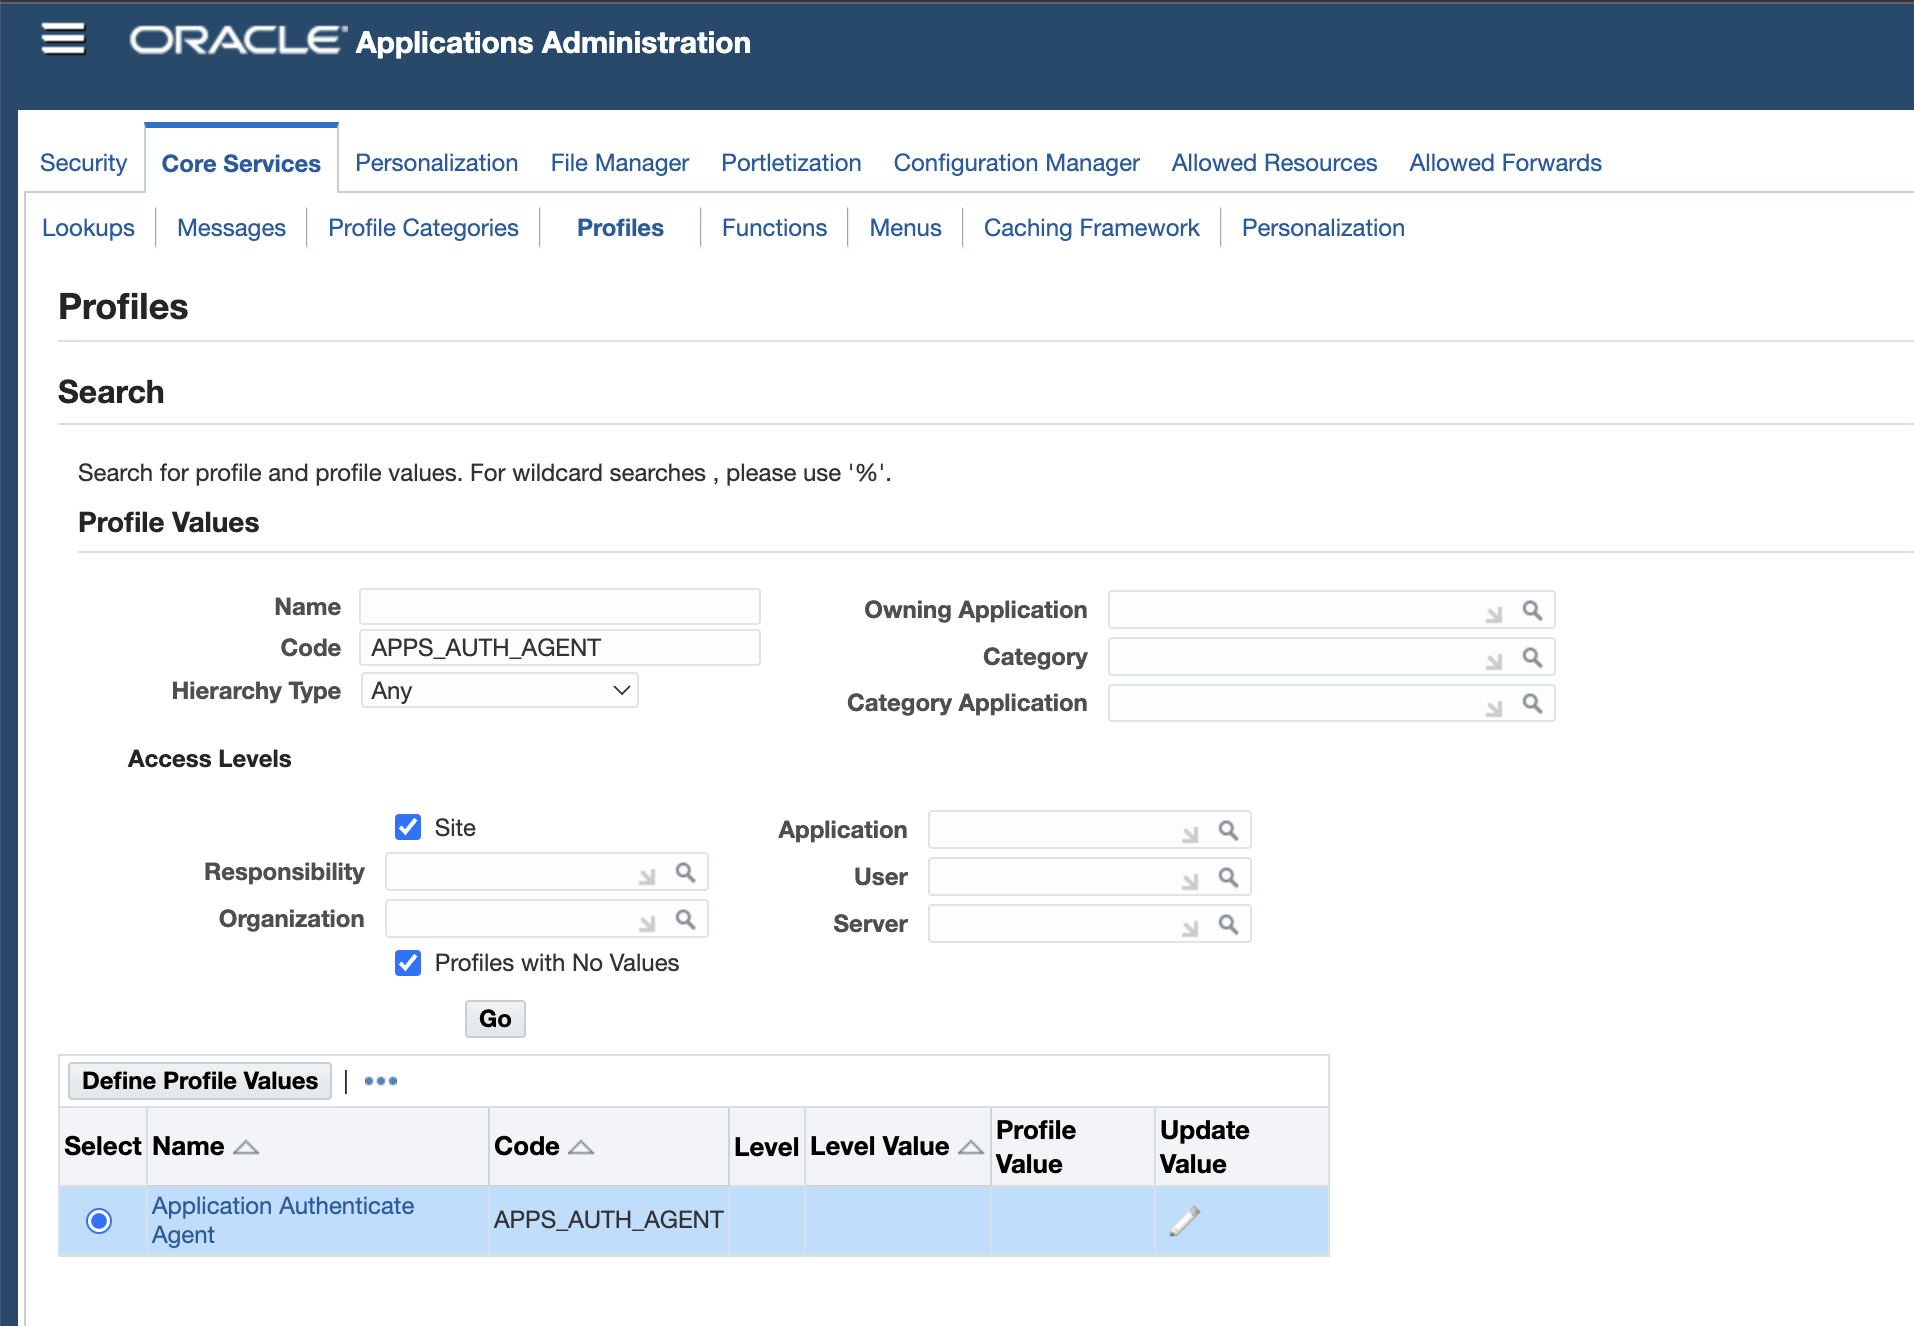 ORACLE Applications Administration
Security Core Services Personalization File Manager Portletization Configuration Manager Allowed Resources Allowed Forwards
Lookups Messages Profile Categories Profiles Functions Menus Caching Framework Personalization
Profiles
Search
Search for profile and profile values. For wildcard searches , please use '%'.
Profile Values
Name
Code APPS_AUTH_AGENT
Hierarchy Type Any
Owning Application
Category
Category Application
Access Levels
Site
Responsibility
Organization
Profiles with No Values
Application
User
Server
Go
Define Profile Values | •••
Select Name Code Level Level Value Profile Value Update Value
Application Authenticate Agent APPS_AUTH_AGENT